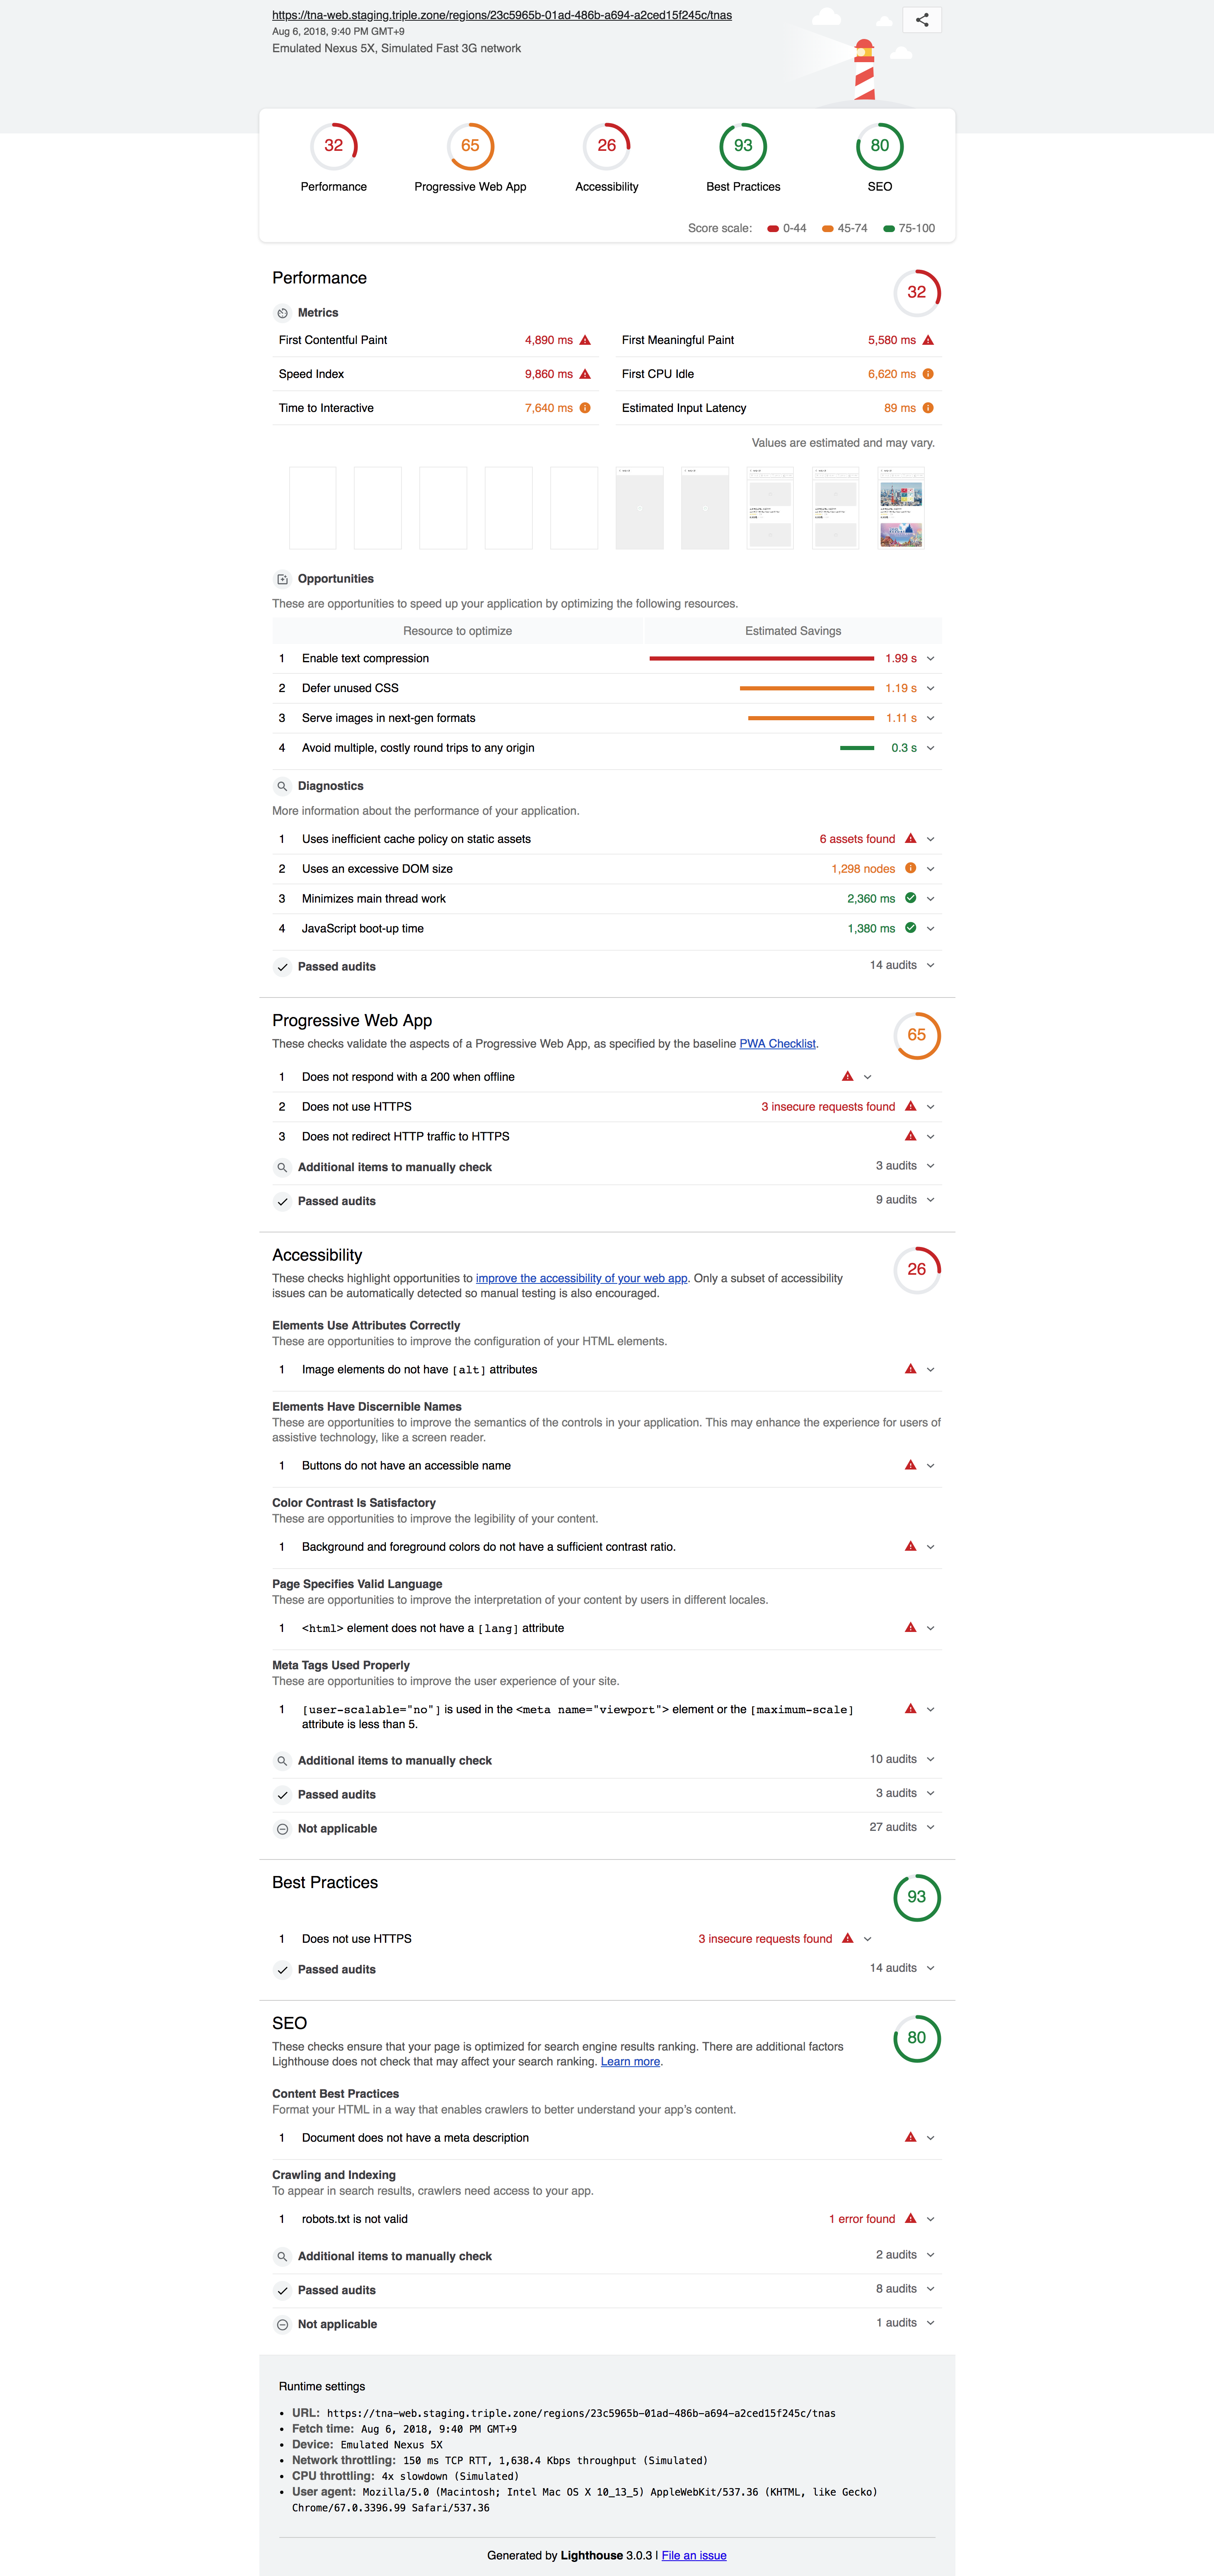 https://tna-web.staging.triple.zone/regions/23c5965b-01ad-486b-a694-a2ced15f245c/tnas
Aug 6, 2018, 9:40 PM GMT+9
Emulated Nexus 5X, Simulated Fast 3G network
32 65 26 93 80
Performance Progressive Web App Accessibility Best Practices SEO
Score scale: 0-44 45-74 75-100
Performance 32
Metrics
First Contentful Paint 4,890 ms First Meaningful Paint 5,580 ms
Speed Index 9,860 ms First CPU Idle 6,620 ms
Time to Interactive 7,640 ms Estimated Input Latency 89 ms
Values are estimated and may vary.
Opportunities
These are opportunities to speed up your application by optimizing the following resources.
Resource to optimize Estimated Savings
1 Enable text compression 1.99 s
2 Defer unused CSS 1.19 s
3 Serve images in next-gen formats 1.11 s
4 Avoid multiple, costly round trips to any origin 0.3 s
Diagnostics
More information about the performance of your application.
1 Uses inefficient cache policy on static assets 6 assets found
2 Uses an excessive DOM size 1,298 nodes
3 Minimizes main thread work 2,360 ms
4 JavaScript boot-up time 1,380 ms
Passed audits 14 audits
Progressive Web App 65
These checks validate the aspects of a Progressive Web App, as specified by the baseline PWA Checklist.
1 Does not respond with a 200 when offline
2 Does not use HTTPS 3 insecure requests found
3 Does not redirect HTTP traffic to HTTPS
Additional items to manually check 3 audits
Passed audits 9 audits
Accessibility 26
These checks highlight opportunities to improve the accessibility of your web app. Only a subset of accessibility
issues can be automatically detected so manual testing is also encouraged.
Elements Use Attributes Correctly
These are opportunities to improve the configuration of your HTML elements.
1 Image elements do not have [alt] attributes
Elements Have Discernible Names
These are opportunities to improve the semantics of the controls in your application. This may enhance the experience for users of
assistive technology, like a screen reader.
1 Buttons do not have an accessible name
Color Contrast Is Satisfactory
These are opportunities to improve the legibility of your content.
1 Background and foreground colors do not have a sufficient contrast ratio.
Page Specifies Valid Language
These are opportunities to improve the interpretation of your content by users in different locales.
1 <html> element does not have a [lang] attribute
Meta Tags Used Properly
These are opportunities to improve the user experience of your site.
1 [user-scalable="no"] is used in the <meta name="viewport"> element or the [maximum-scale]
attribute is less than 5.
Additional items to manually check 10 audits
Passed audits 3 audits
Not applicable 27 audits
Best Practices 93
1 Does not use HTTPS 3 insecure requests found
Passed audits 14 audits
SEO 80
These checks ensure that your page is optimized for search engine results ranking. There are additional factors
Lighthouse does not check that may affect your search ranking. Learn more.
Content Best Practices
Format your HTML in a way that enables crawlers to better understand your app's content.
1 Document does not have a meta description
Crawling and Indexing
To appear in search results, crawlers need access to your app.
1 robots.txt is not valid 1 error found
Additional items to manually check 2 audits
Passed audits 8 audits
Not applicable 1 audits
Runtime settings
• URL: https://tna-web.staging.triple.zone/regions/23c5965b-01ad-486b-a694-a2ced15f245c/tnas
• Fetch time: Aug 6, 2018, 9:40 PM GMT+9
• Device: Emulated Nexus 5X
• Network throttling: 150 ms TCP RTT, 1,638.4 Kbps throughput (Simulated)
• CPU throttling: 4x slowdown (Simulated)
• User agent: Mozilla/5.0 (Macintosh; Intel Mac OS X 10_13_5) AppleWebKit/537.36 (KHTML, like Gecko)
Chrome/67.0.3396.99 Safari/537.36
Generated by Lighthouse 3.0.3 | File an issue